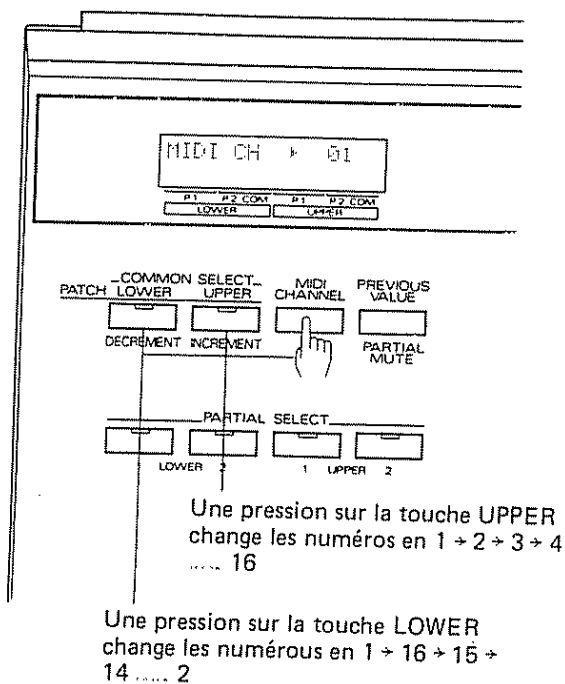 MIDI CH ▸ 01
P1 P2 COM P1 P2 COM
LOWER UPPER
COMMON SELECT
PATCH LOWER UPPER MIDI CHANNEL PREVIOUS VALUE
DECREMENT INCREMENT PARTIAL MUTE
PARTIAL SELECT
LOWER 2 1 UPPER 2
Une pression sur la touche UPPER
change les numéros en 1 → 2 → 3 → 4
..... 16
Une pression sur la touche LOWER
change les numérous en 1 → 16 → 15 →
14 ..... 2